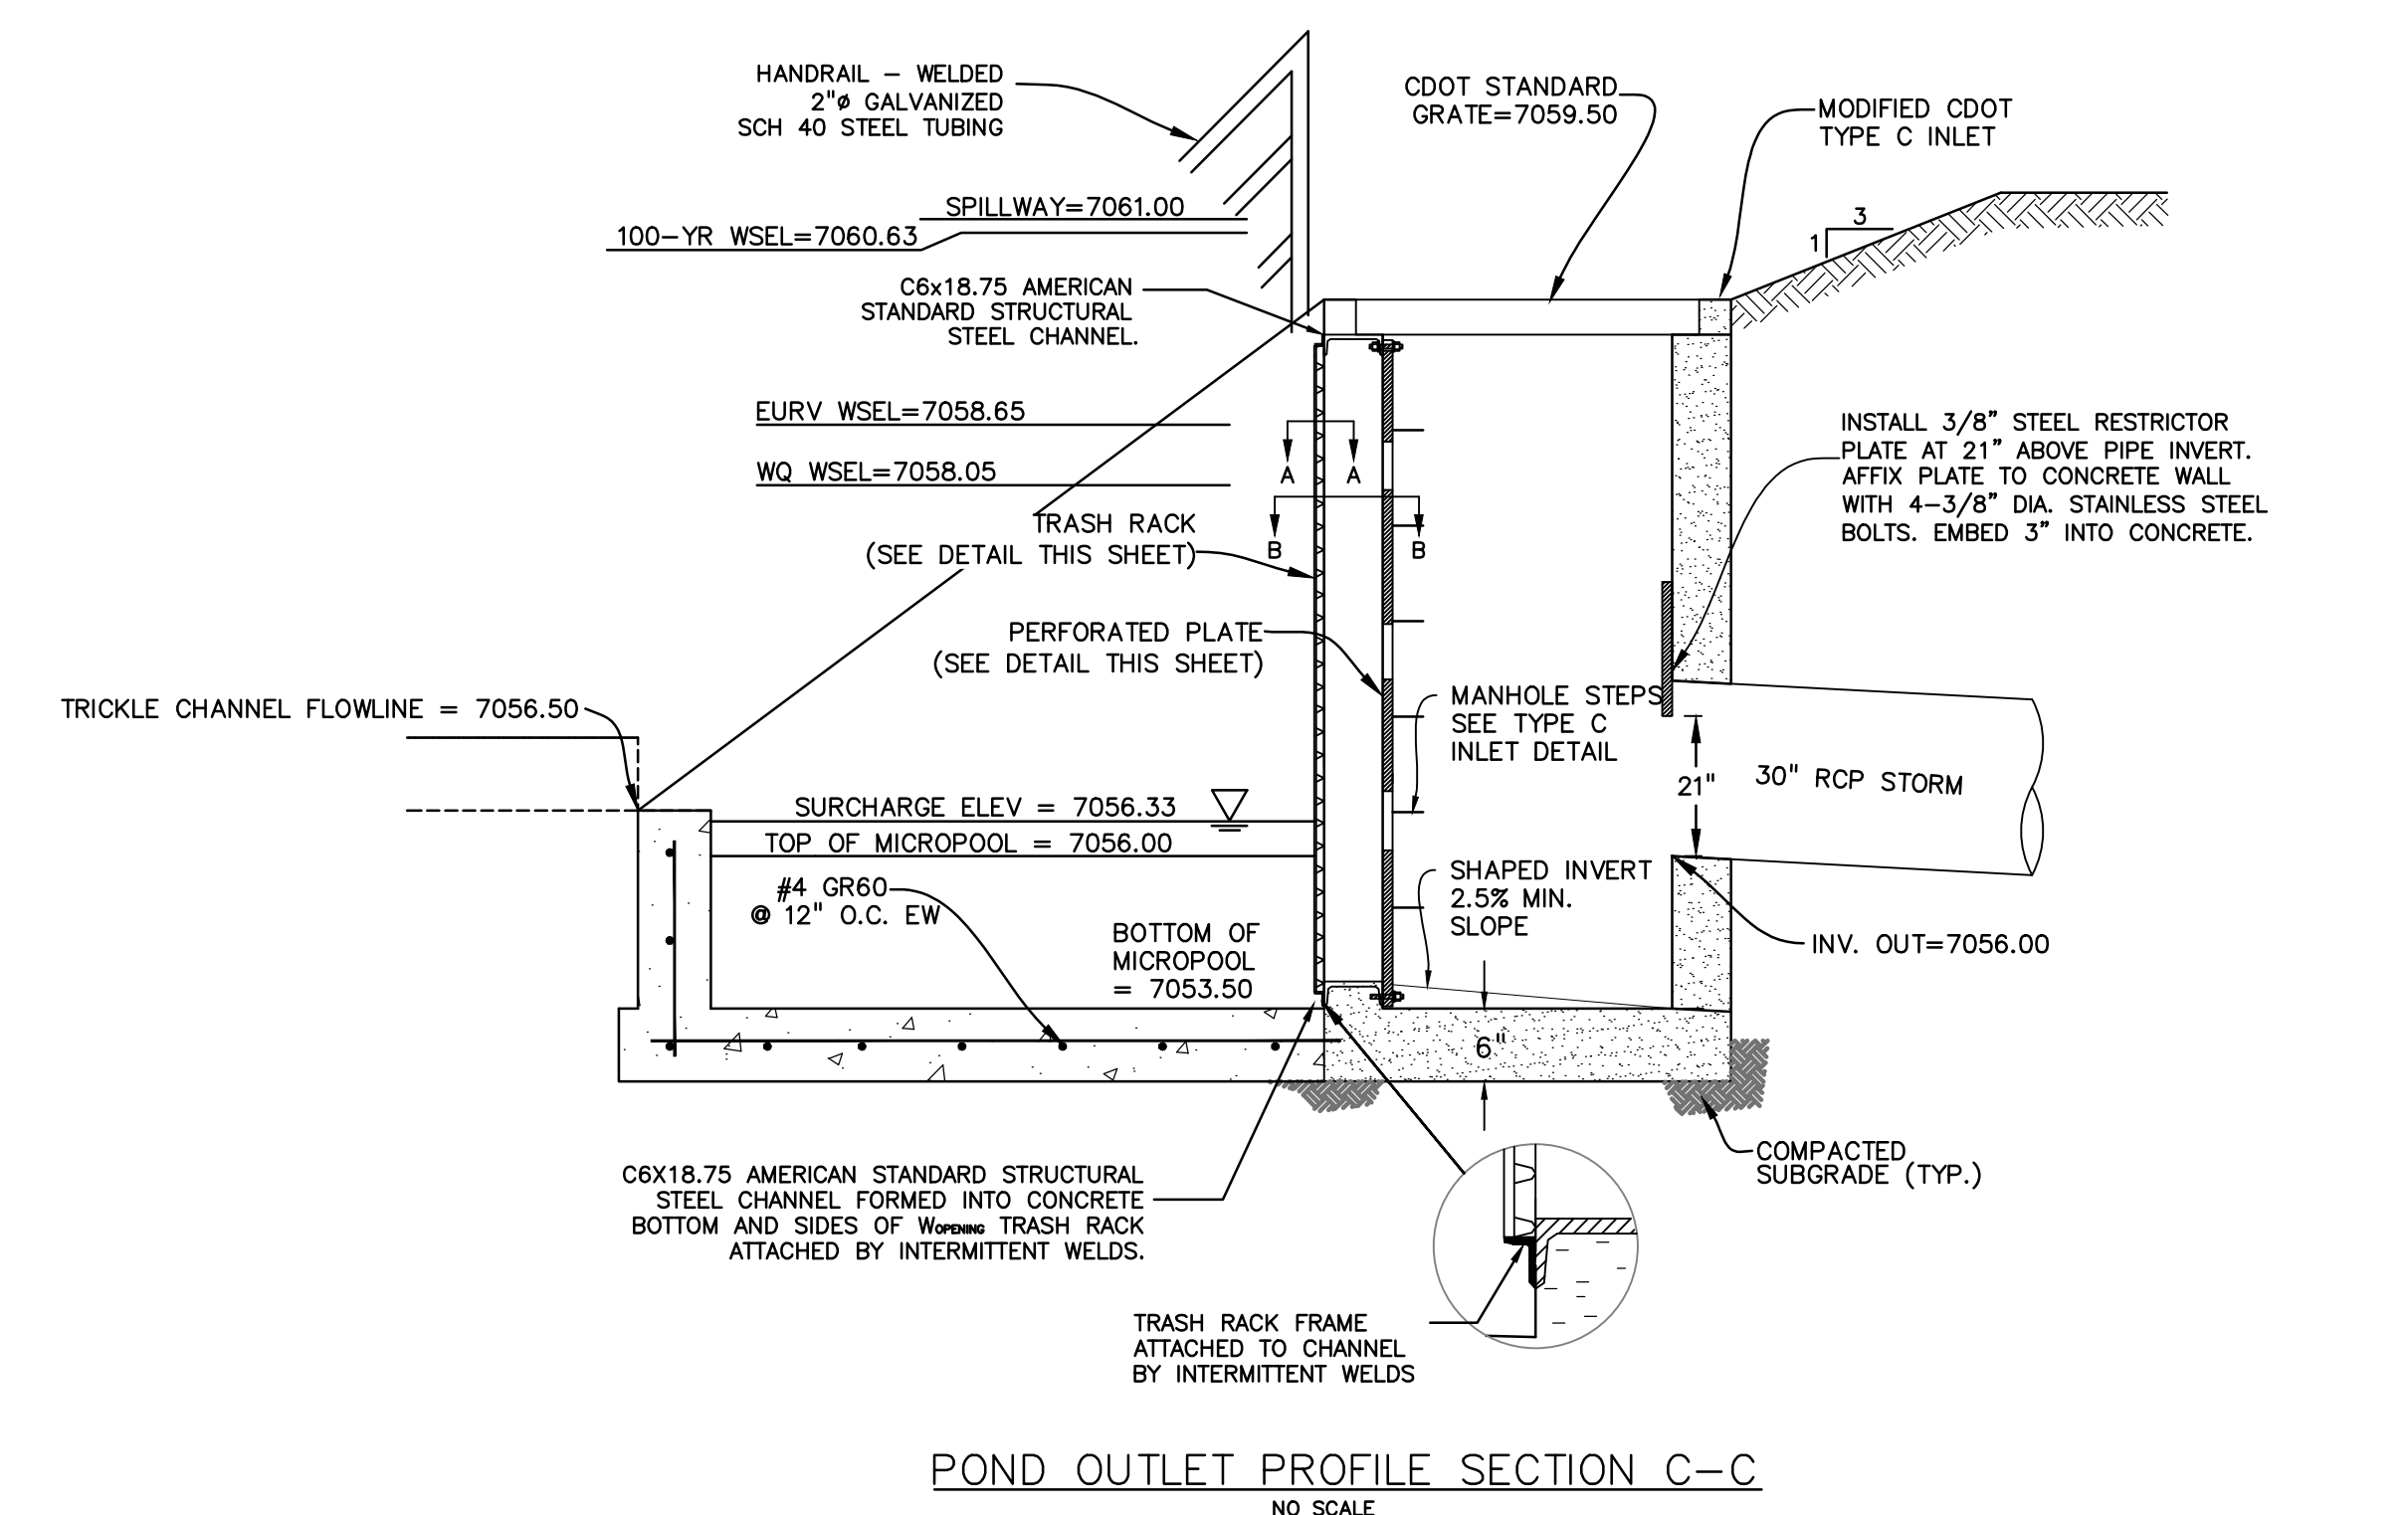 HANDRAIL - WELDED
2"ø GALVANIZED
SCH 40 STEEL TUBING
CDOT STANDARD
GRATE=7059.50
MODIFIED CDOT
TYPE C INLET
SPILLWAY=7061.00
100-YR WSEL=7060.63
3
1
C6x18.75 AMERICAN
STANDARD STRUCTURAL
STEEL CHANNEL.
EURV WSEL=7058.65
WQ WSEL=7058.05
A A
B B
INSTALL 3/8” STEEL RESTRICTOR
PLATE AT 21” ABOVE PIPE INVERT.
AFFIX PLATE TO CONCRETE WALL
WITH 4-3/8” DIA. STAINLESS STEEL
BOLTS. EMBED 3” INTO CONCRETE.
TRASH RACK
(SEE DETAIL THIS SHEET)
PERFORATED PLATE
(SEE DETAIL THIS SHEET)
TRICKLE CHANNEL FLOWLINE = 7056.50
MANHOLE STEPS
SEE TYPE C
INLET DETAIL
21"
30" RCP STORM
SURCHARGE ELEV = 7056.33
TOP OF MICROPOOL = 7056.00
#4 GR60
@ 12" O.C. EW
BOTTOM OF
MICROPOOL
= 7053.50
SHAPED INVERT
2.5% MIN.
SLOPE
INV. OUT=7056.00
6"
COMPACTED
SUBGRADE (TYP.)
C6X18.75 AMERICAN STANDARD STRUCTURAL
STEEL CHANNEL FORMED INTO CONCRETE
BOTTOM AND SIDES OF WOPENING TRASH RACK
ATTACHED BY INTERMITTENT WELDS.
TRASH RACK FRAME
ATTACHED TO CHANNEL
BY INTERMITTENT WELDS
POND OUTLET PROFILE SECTION C-C
NO SCALE